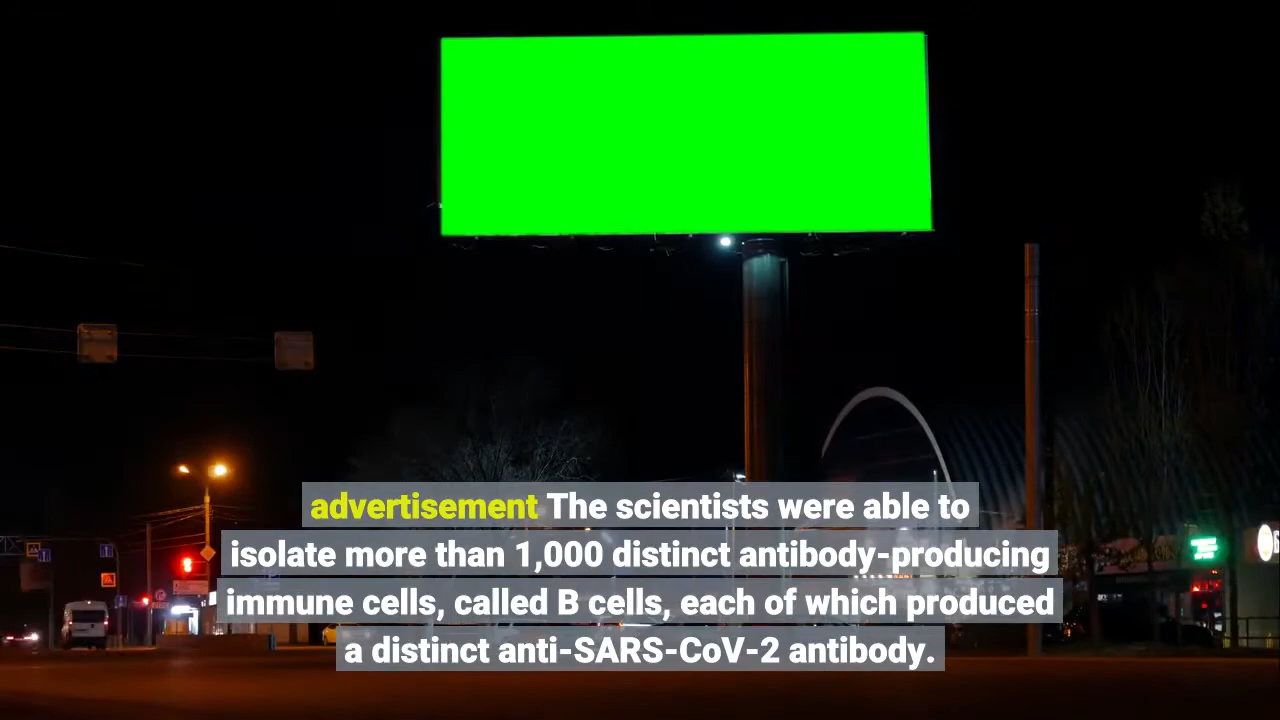 advertisement The scientists were able to
isolate more than 1,000 distinct antibody-producing
immune cells, called B cells, each of which produced
a distinct anti-SARS-CoV-2 antibody.